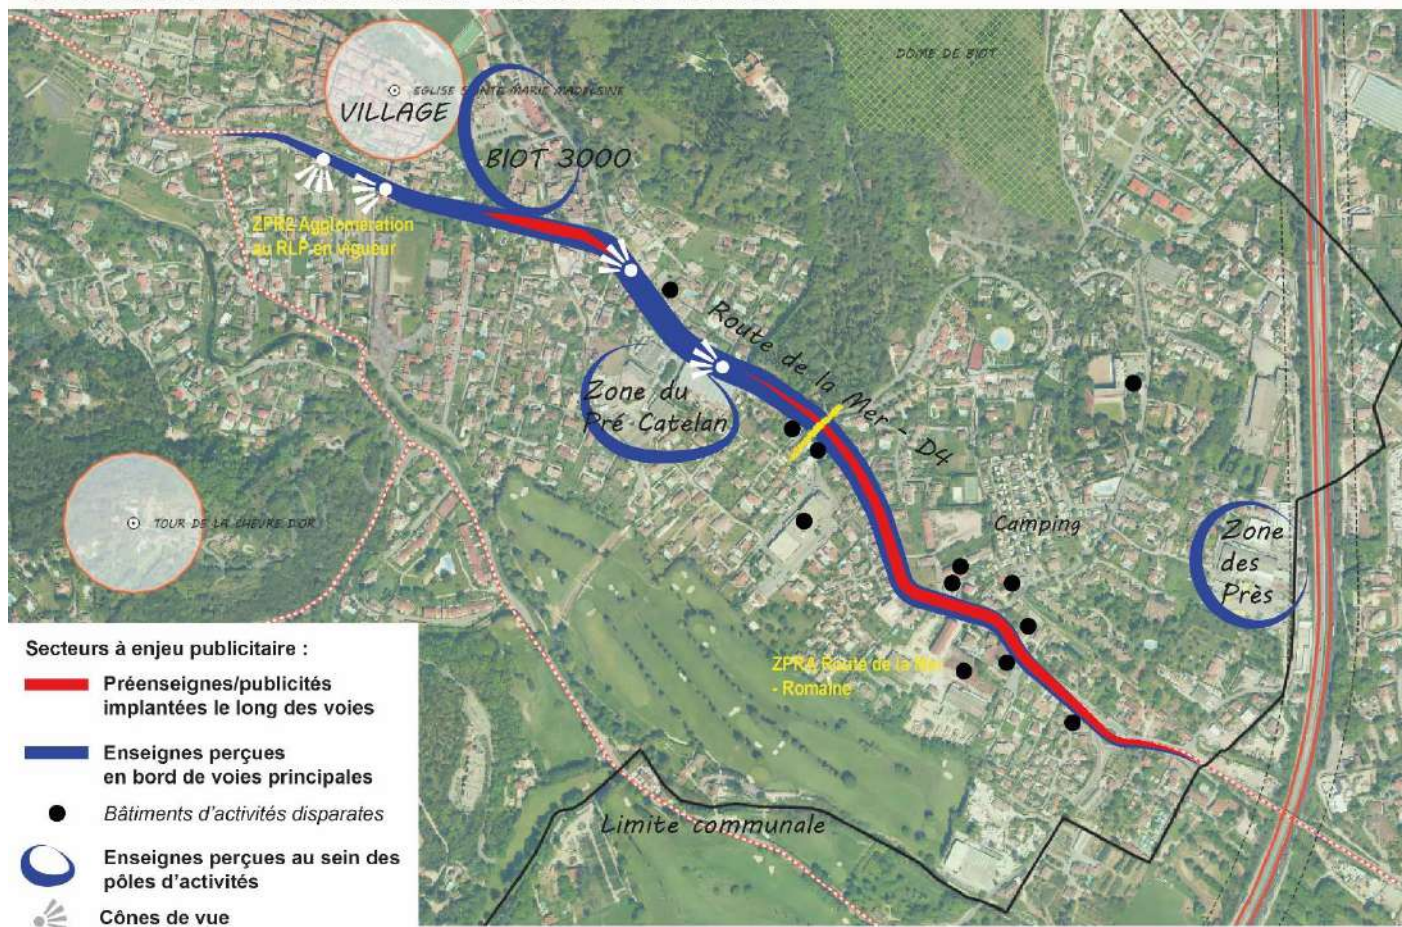 DOME DE BIOT
EGLISE SAINTE MARIE MADELEINE
VILLAGE
BIOT 3000
ZPR2 Agglomération
au RLP en vigueur
Route de la Mer - D4
Zone du
Pré Catelan
TOUR DE LA CHEVRE D'OR
Camping
Zone
des
Près
ZPRA Route de la
- Romaine
Limite communale
Secteurs à enjeu publicitaire :
Préenseignes/publicités
implantées le long des voies
Enseignes perçues
en bord de voies principales
Bâtiments d'activités disparates
Enseignes perçues au sein des
pôles d'activités
Cônes de vue